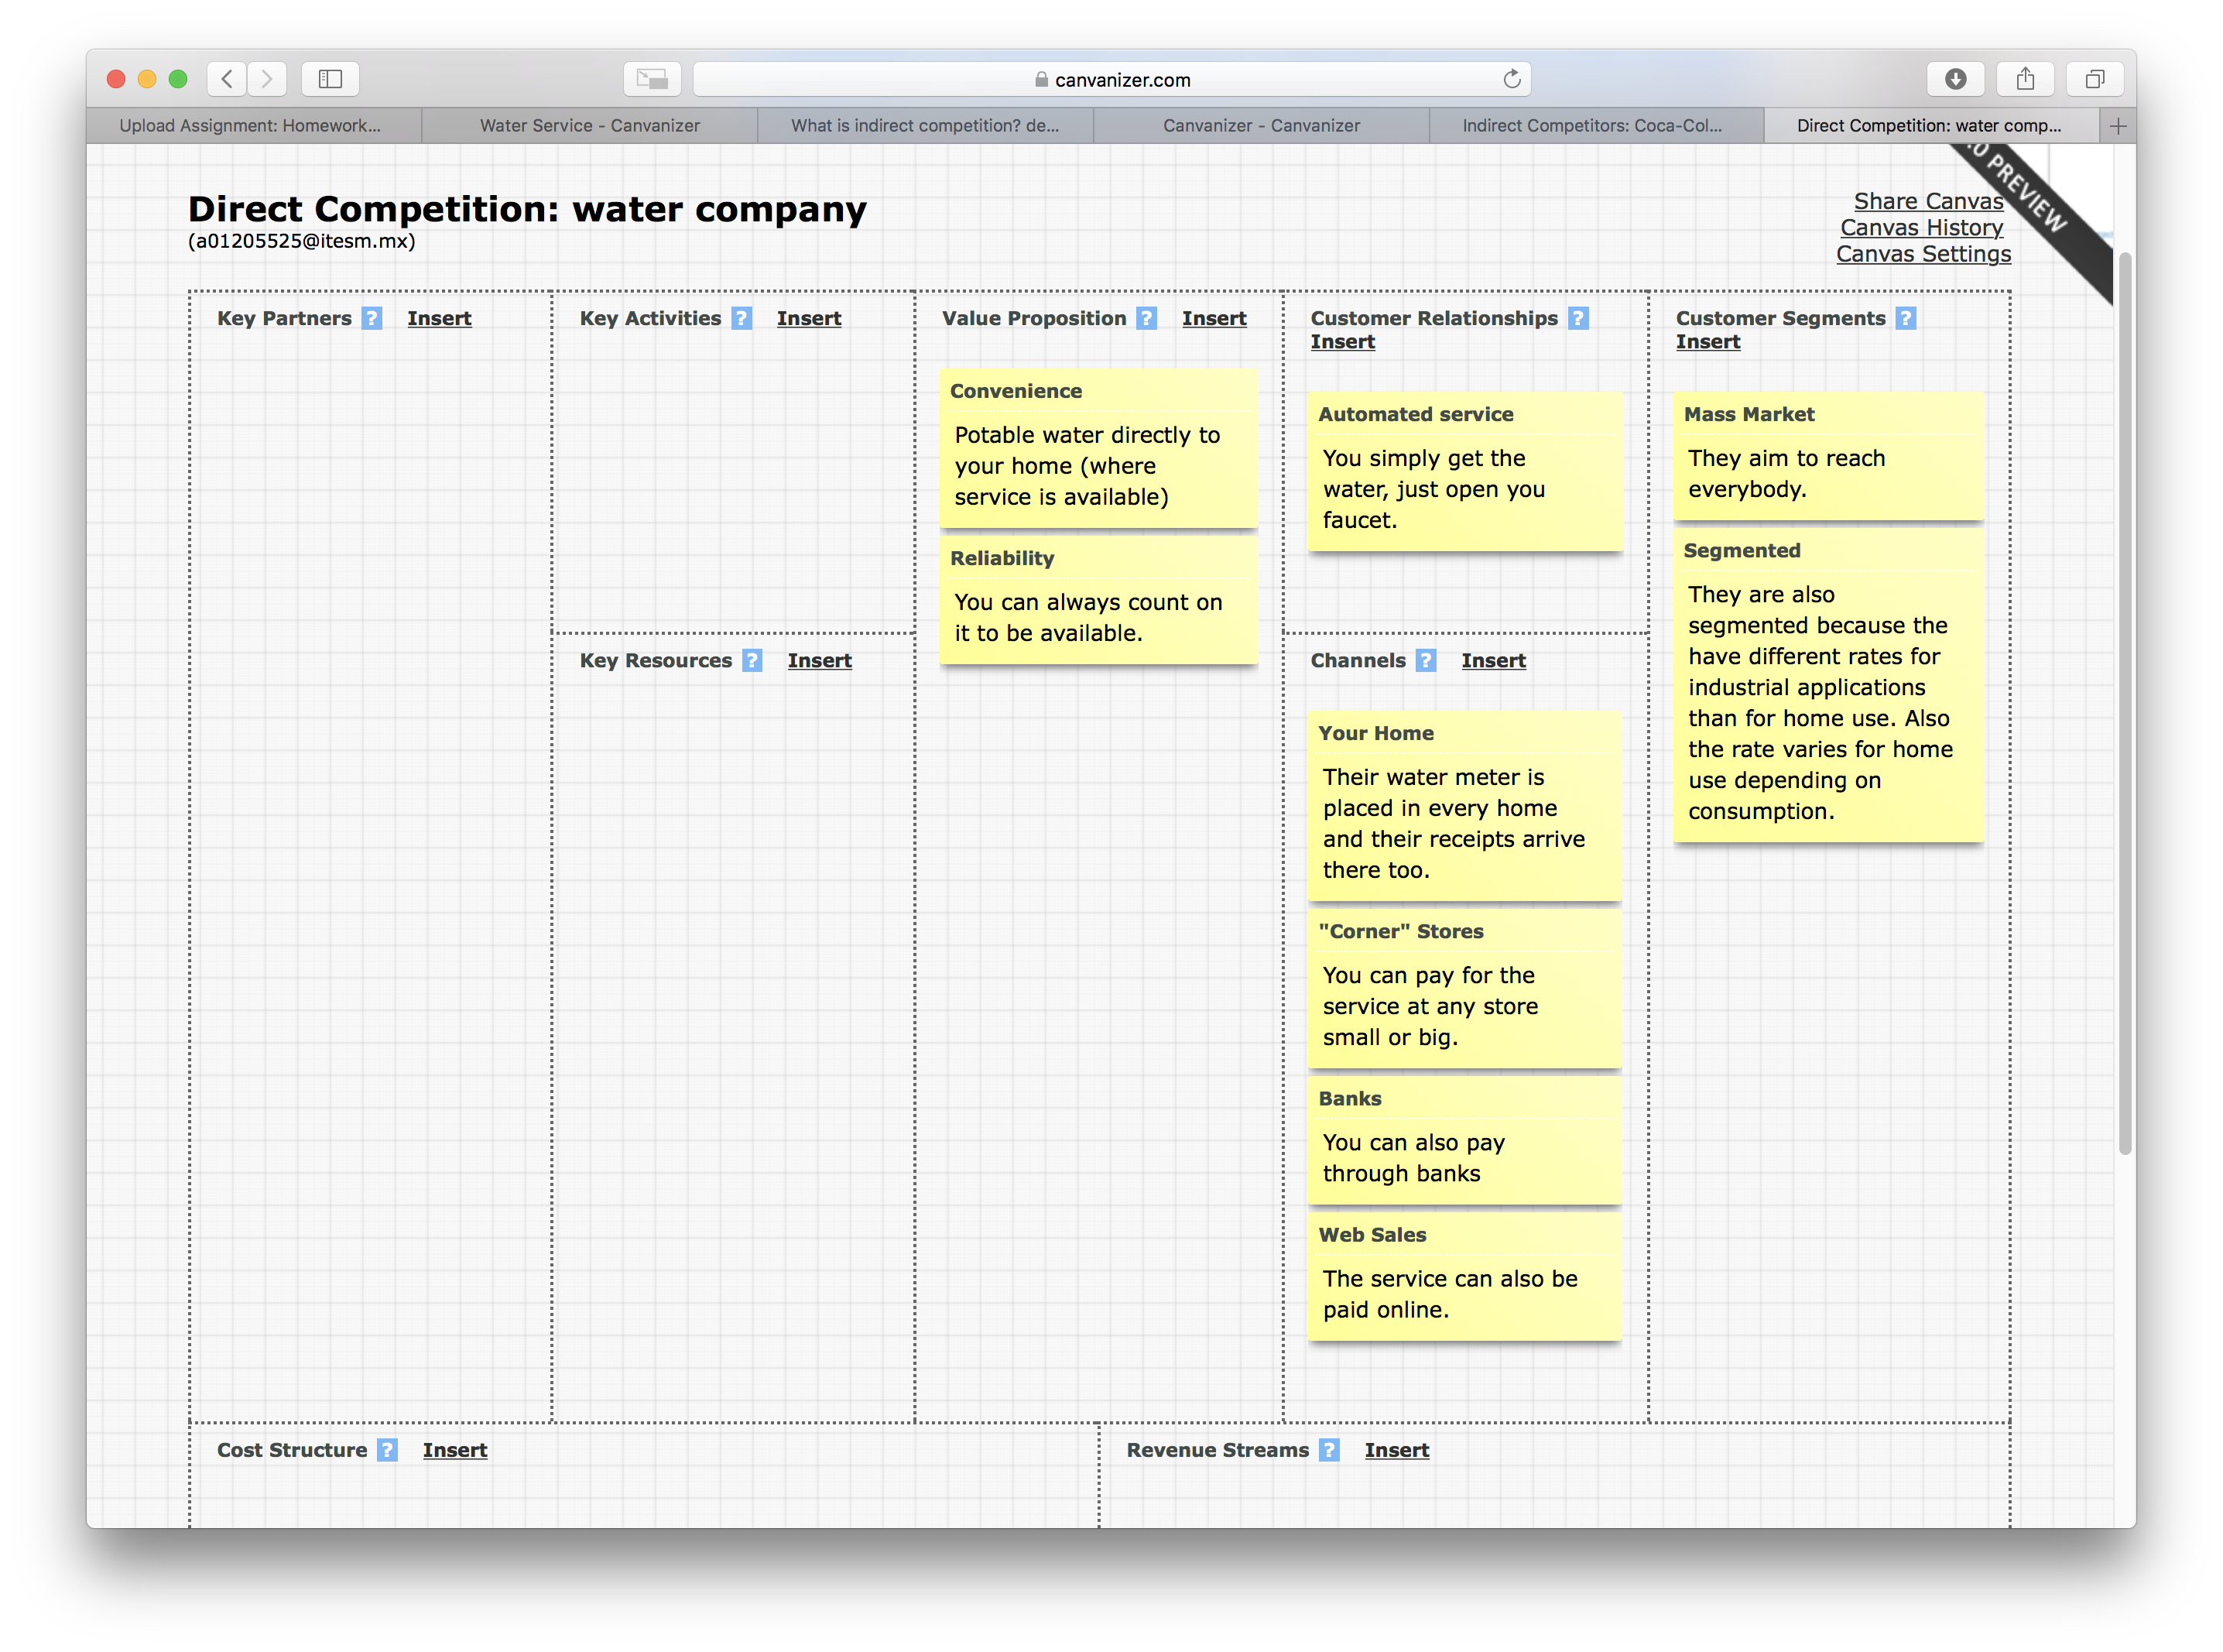 canvanizer.com
Upload Assignment: Homework...
Water Service - Canvanizer
What is indirect competition? de...
Canvanizer - Canvanizer
Indirect Competitors: Coca-Col...
Direct Competition: water comp...
Direct Competition: water company
(a01205525@itesm.mx)
Share Canvas
Canvas History
Canvas Settings
.0 PREVIEW
Key Partners ? Insert
Key Activities ? Insert
Key Resources ? Insert
Value Proposition ? Insert
Convenience
Potable water directly to
your home (where
service is available)
Reliability
You can always count on
it to be available.
Customer Relationships ?
Insert
Automated service
You simply get the
water, just open you
faucet.
Channels ? Insert
Your Home
Their water meter is
placed in every home
and their receipts arrive
there too.
"Corner" Stores
You can pay for the
service at any store
small or big.
Banks
You can also pay
through banks
Web Sales
The service can also be
paid online.
Customer Segments ?
Insert
Mass Market
They aim to reach
everybody.
Segmented
They are also
segmented because the
have different rates for
industrial applications
than for home use. Also
the rate varies for home
use depending on
consumption.
Cost Structure ? Insert
Revenue Streams ? Insert